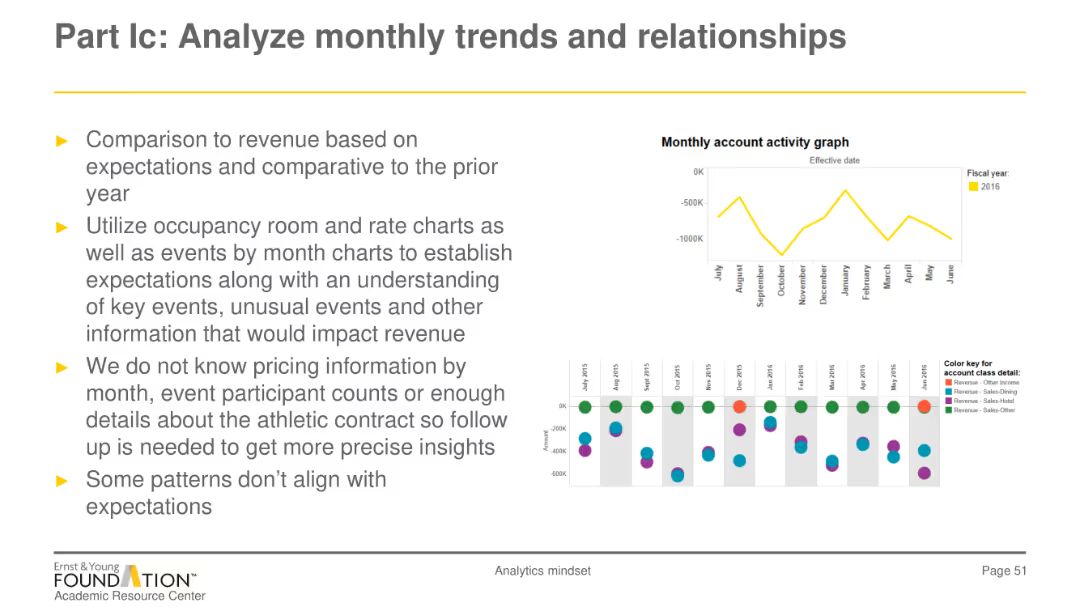 Part Ic: Analyze monthly trends and relationships
► Comparison to revenue based on
expectations and comparative to the prior
year
► Utilize occupancy room and rate charts as
well as events by month charts to establish
expectations along with an understanding
of key events, unusual events and other
information that would impact revenue
► We do not know pricing information by
month, event participant counts or enough
details about the athletic contract so follow
up is needed to get more precise insights
► Some patterns don’t align with
expectations
Monthly account activity graph
Effective date
0K
-500K
-1000K
July
August
September
October
November
December
January
February
March
April
May
June
Fiscal year:
2016
July 2015
Aug 2015
Sept 2015
Oct 2015
Nov 2015
Dec 2015
Jan 2016
Feb 2016
Mar 2016
Apr 2016
May 2016
Jun 2016
Amount
0K
-200K
-400K
-600K
Color key for
account class detail:
Revenue - Other Income
Revenue - Sales-Dining
Revenue - Sales-Hotel
Revenue - Sales-Other
Ernst & Young
FOUNDATION™
Academic Resource Center
Analytics mindset
Page 51